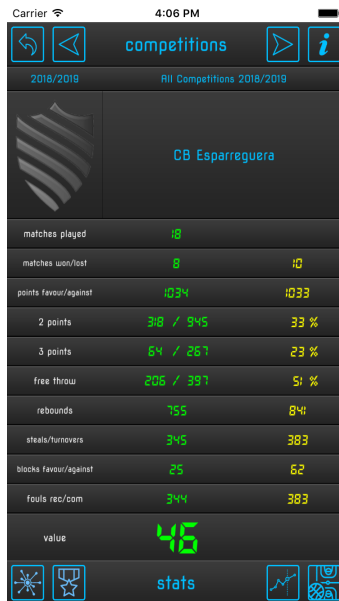 Carrier 4:06 PM
competitions
i
2018/2019 All Competitions 2018/2019
CB Esparreguera
matches played 18
matches won/lost 8 10
points favour/against 1034 1033
2 points 318 / 945 33 %
3 points 64 / 267 23 %
free throw 206 / 397 51 %
rebounds 755 841
steals/turnovers 345 383
blocks favour/against 25 62
fouls rec/com 344 383
value 46
stats